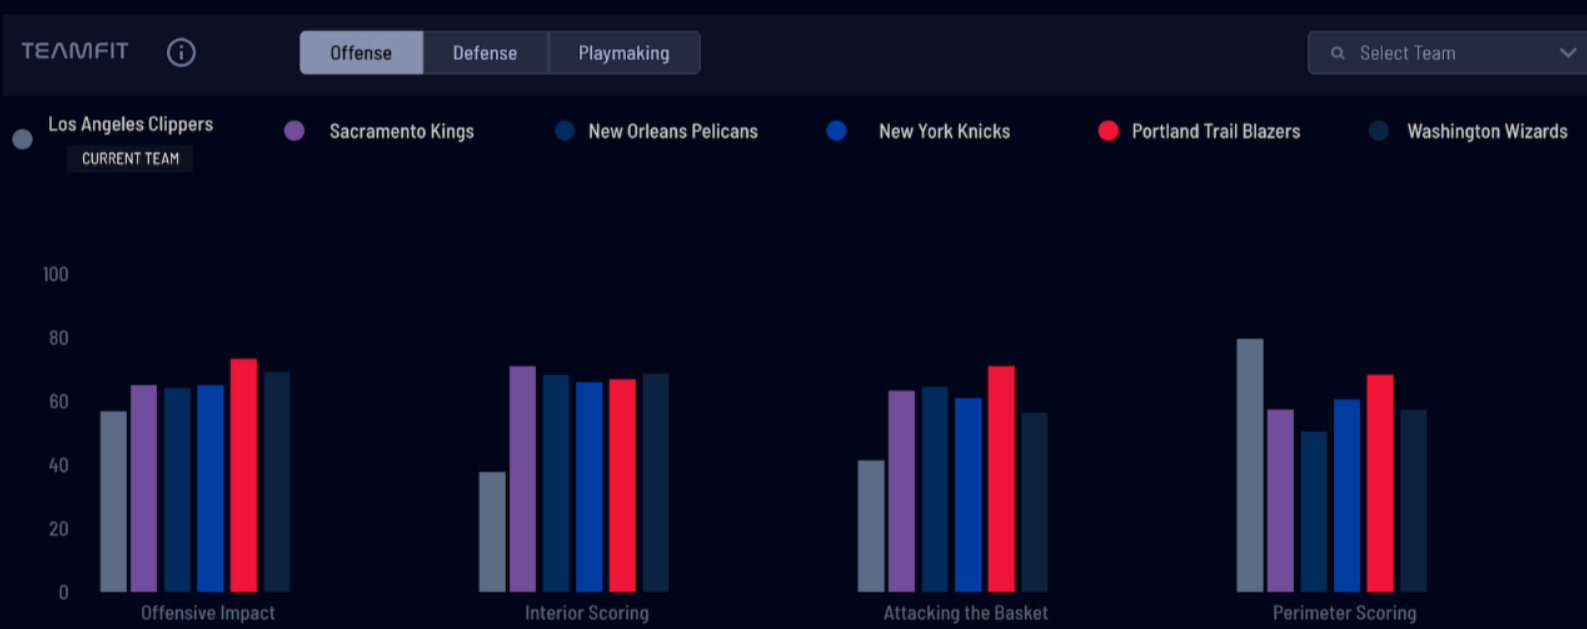 TEAMFIT
Offense Defense Playmaking
Select Team
Los Angeles Clippers
CURRENT TEAM
Sacramento Kings
New Orleans Pelicans
New York Knicks
Portland Trail Blazers
Washington Wizards
100
80
60
40
20
0
Offensive Impact
Interior Scoring
Attacking the Basket
Perimeter Scoring